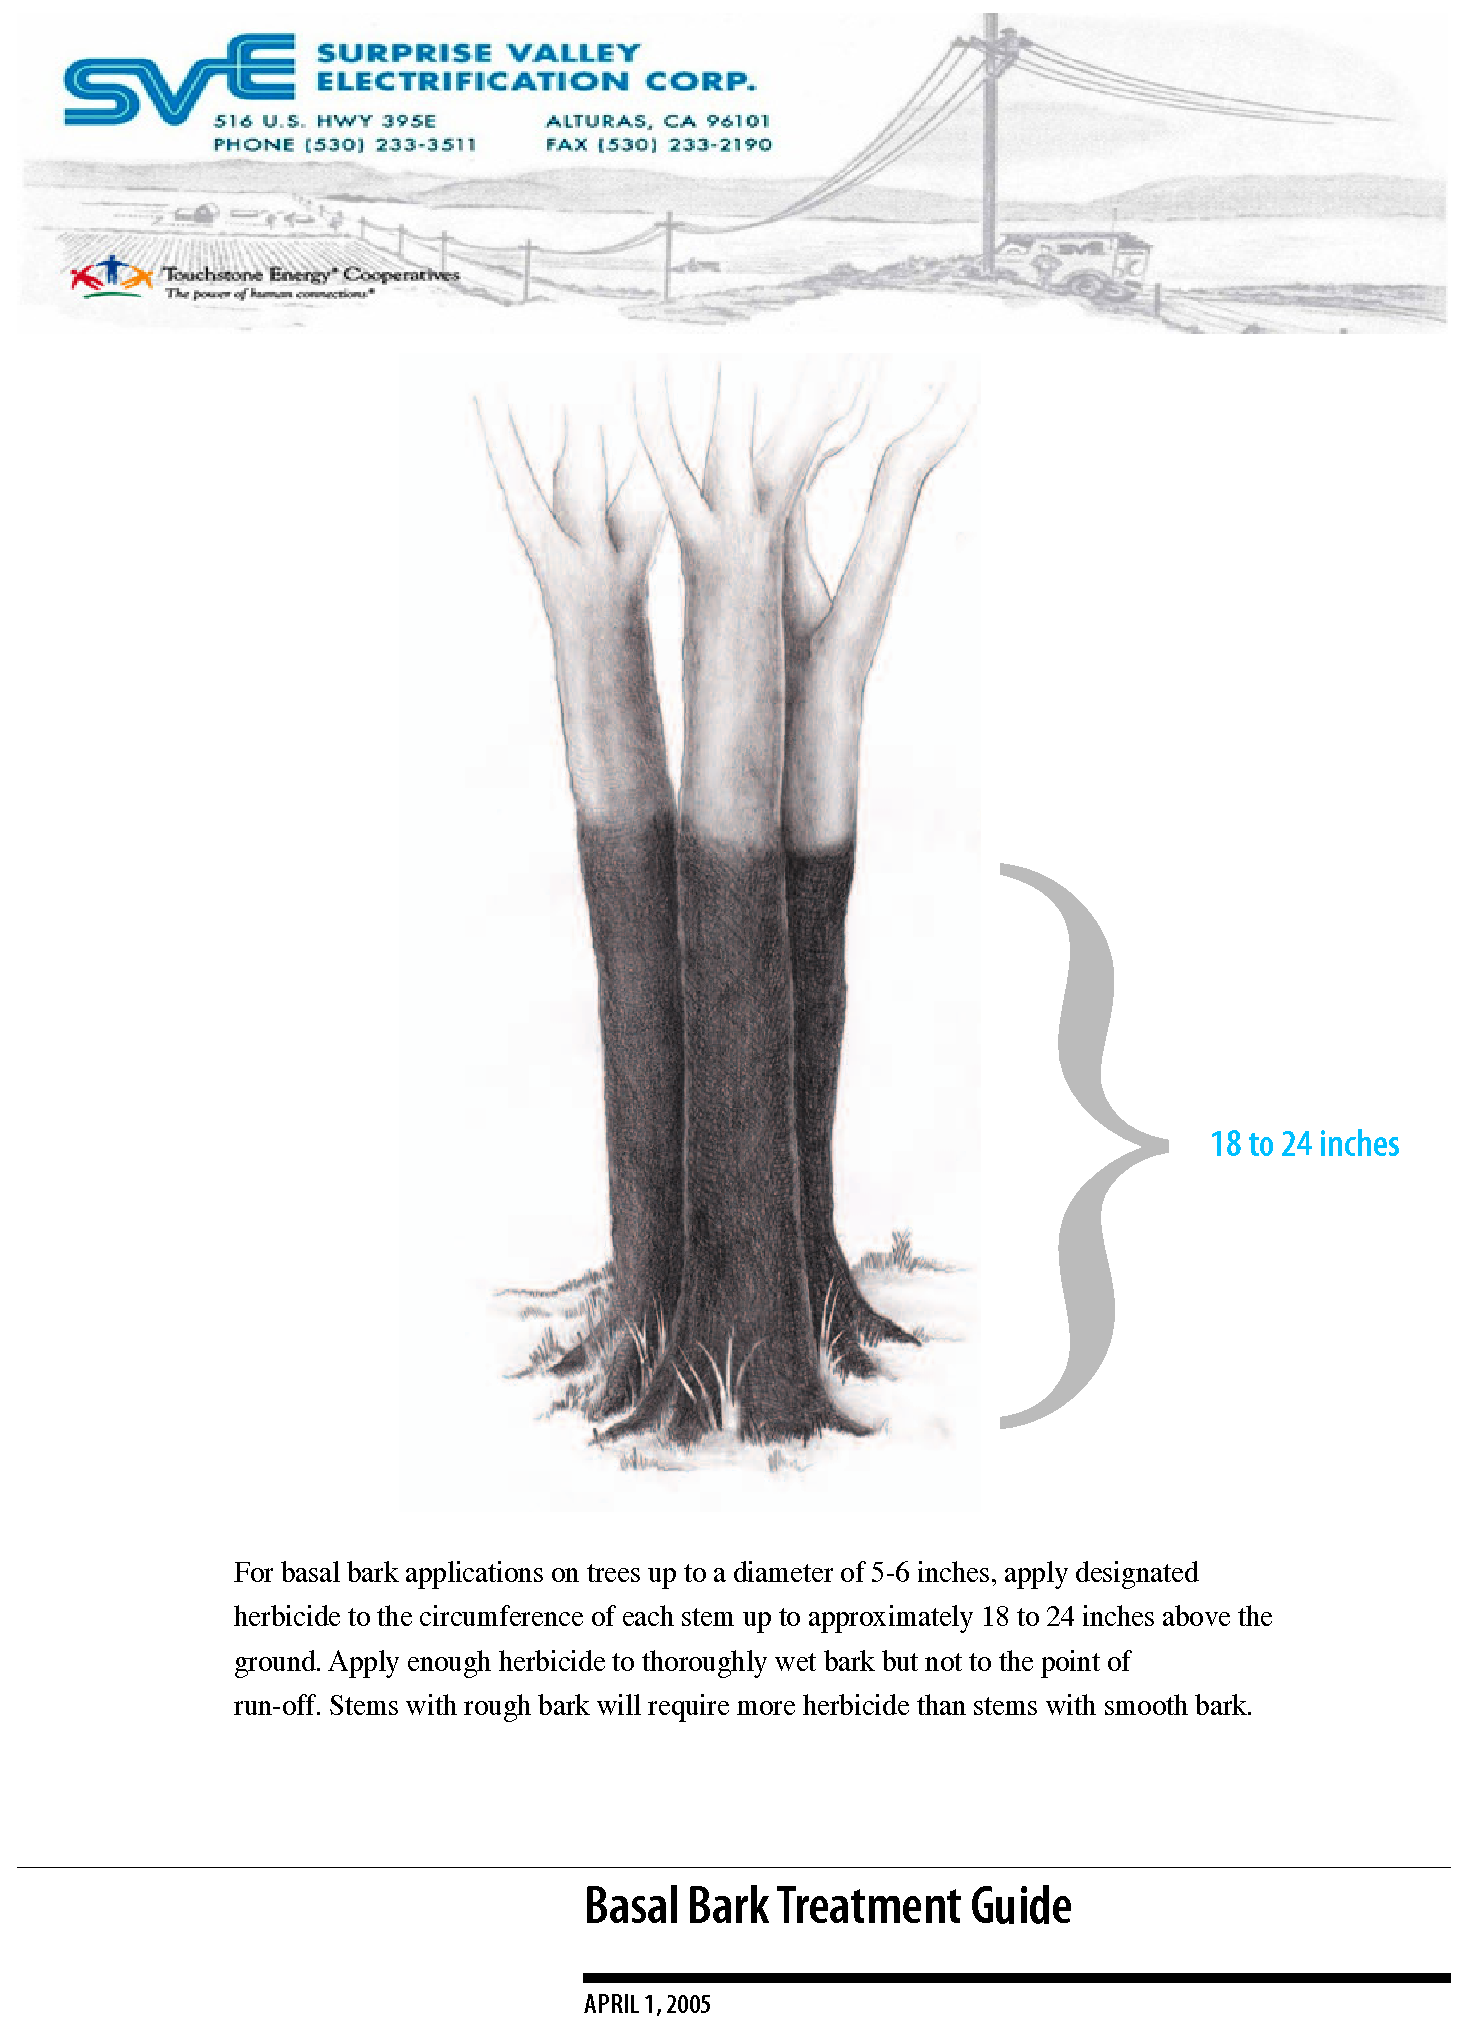 SVE SURPRISE VALLEY
ELECTRIFICATION CORP.
516 U.S. HWY 395E ALTURAS, CA 96101
PHONE (530) 233-3511 FAX (530) 233-2190
Touchstone Energy® Cooperatives
The power of human connections®
18 to 24 inches
For basal bark applications on trees up to a diameter of 5-6 inches, apply designated
herbicide to the circumference of each stem up to approximately 18 to 24 inches above the
ground. Apply enough herbicide to thoroughly wet bark but not to the point of
run-off. Stems with rough bark will require more herbicide than stems with smooth bark.
Basal Bark Treatment Guide
APRIL 1, 2005